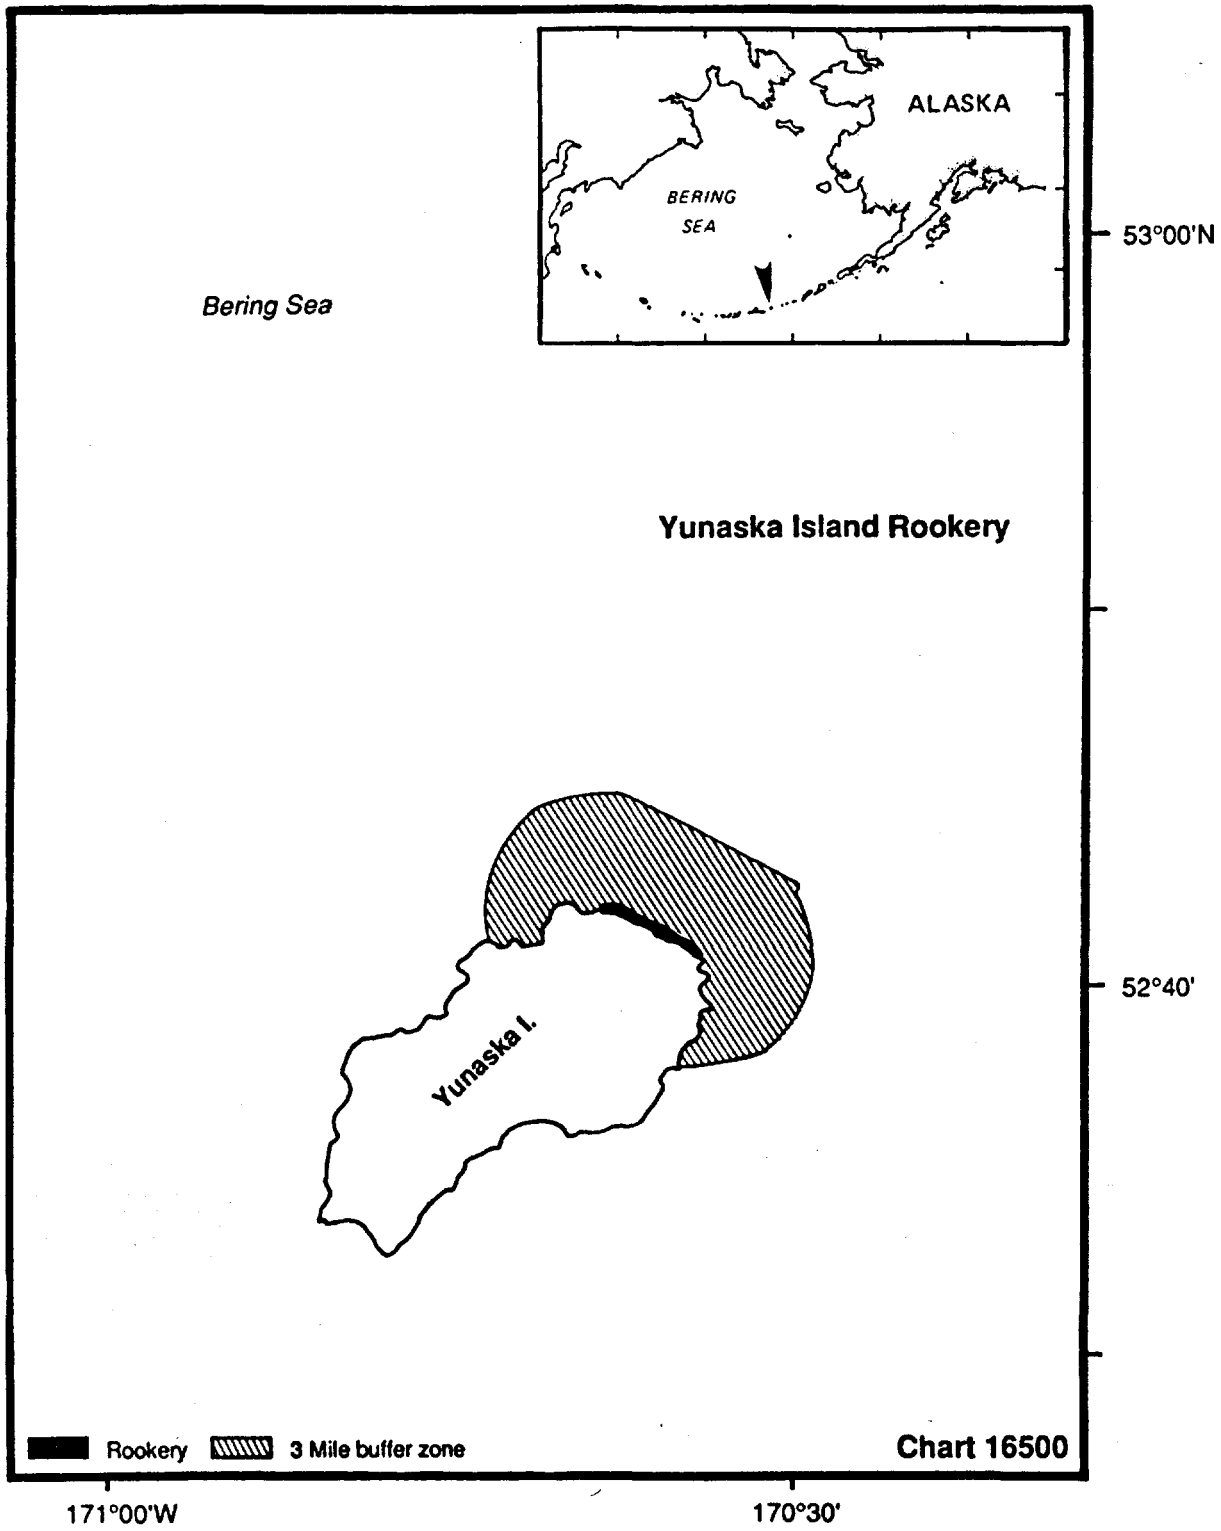 ALASKA
BERING
SEA
53°00'N
Bering Sea
Yunaska Island Rookery
52°40'
Yunaska I.
Rookery
3 Mile buffer zone
Chart 16500
171°00'W
170°30'